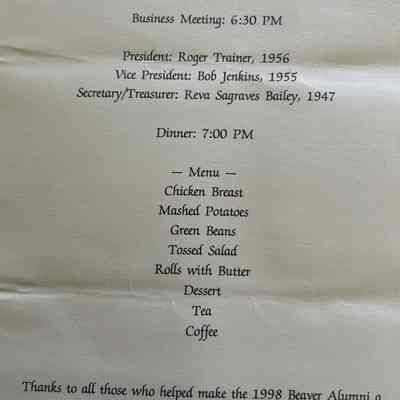 Business Meeting: 6:30 PM
President: Roger Trainer, 1956
Vice President: Bob Jenkins, 1955
Secretary/Treasurer: Reva Sagraves Bailey, 1947
Dinner: 7:00 PM
— Menu —
Chicken Breast
Mashed Potatoes
Green Beans
Tossed Salad
Rolls with Butter
Dessert
Tea
Coffee
Thanks to all those who helped make the 1998 Beaver Alumni a